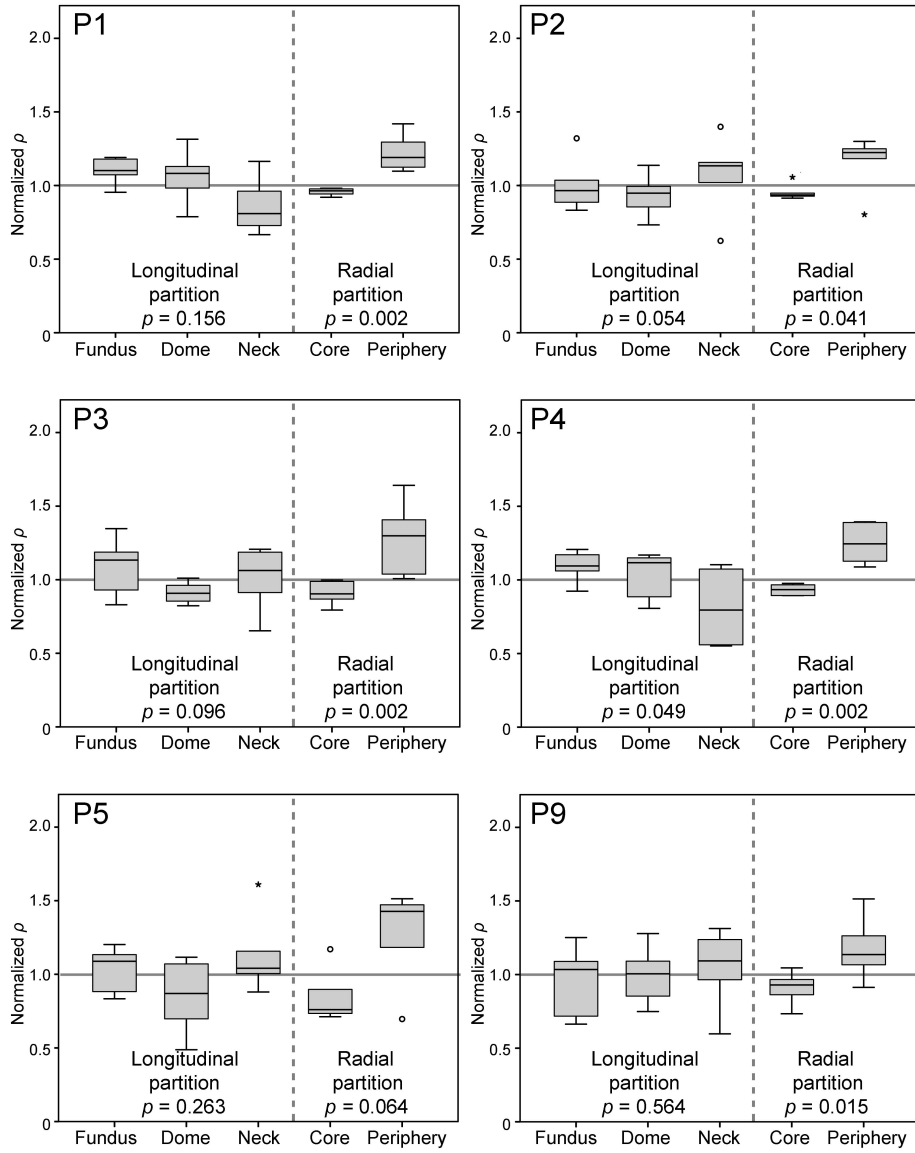 P1
2.0
1.5
1.0
0.5
0
Normalized ρ
Longitudinal
partition
p = 0.156
Radial
partition
p = 0.002
Fundus Dome Neck Core Periphery
P2
2.0
1.5
1.0
0.5
0
Normalized ρ
Longitudinal
partition
p = 0.054
Radial
partition
p = 0.041
Fundus Dome Neck Core Periphery
P3
2.0
1.5
1.0
0.5
0
Normalized ρ
Longitudinal
partition
p = 0.096
Radial
partition
p = 0.002
Fundus Dome Neck Core Periphery
P4
2.0
1.5
1.0
0.5
0
Normalized ρ
Longitudinal
partition
p = 0.049
Radial
partition
p = 0.002
Fundus Dome Neck Core Periphery
P5
2.0
1.5
1.0
0.5
0
Normalized ρ
Longitudinal
partition
p = 0.263
Radial
partition
p = 0.064
Fundus Dome Neck Core Periphery
P9
2.0
1.5
1.0
0.5
0
Normalized ρ
Longitudinal
partition
p = 0.564
Radial
partition
p = 0.015
Fundus Dome Neck Core Periphery